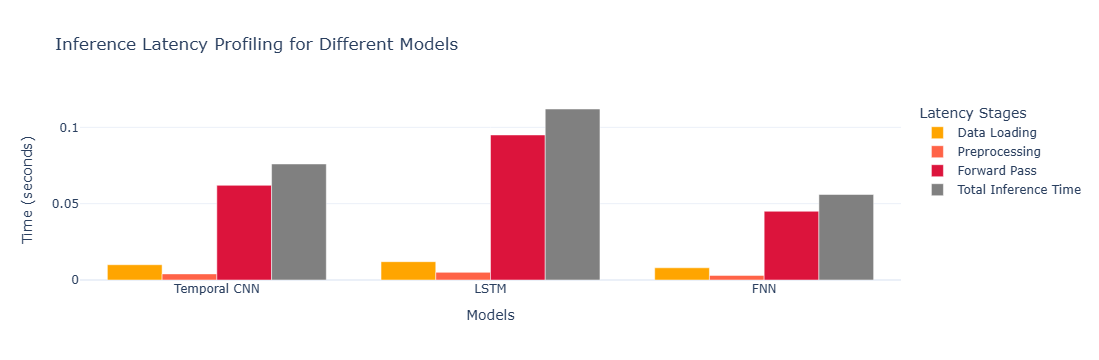 Inference Latency Profiling for Different Models
Time (seconds)
0.1
0.05
0
Temporal CNN
LSTM
FNN
Models
Latency Stages
Data Loading
Preprocessing
Forward Pass
Total Inference Time